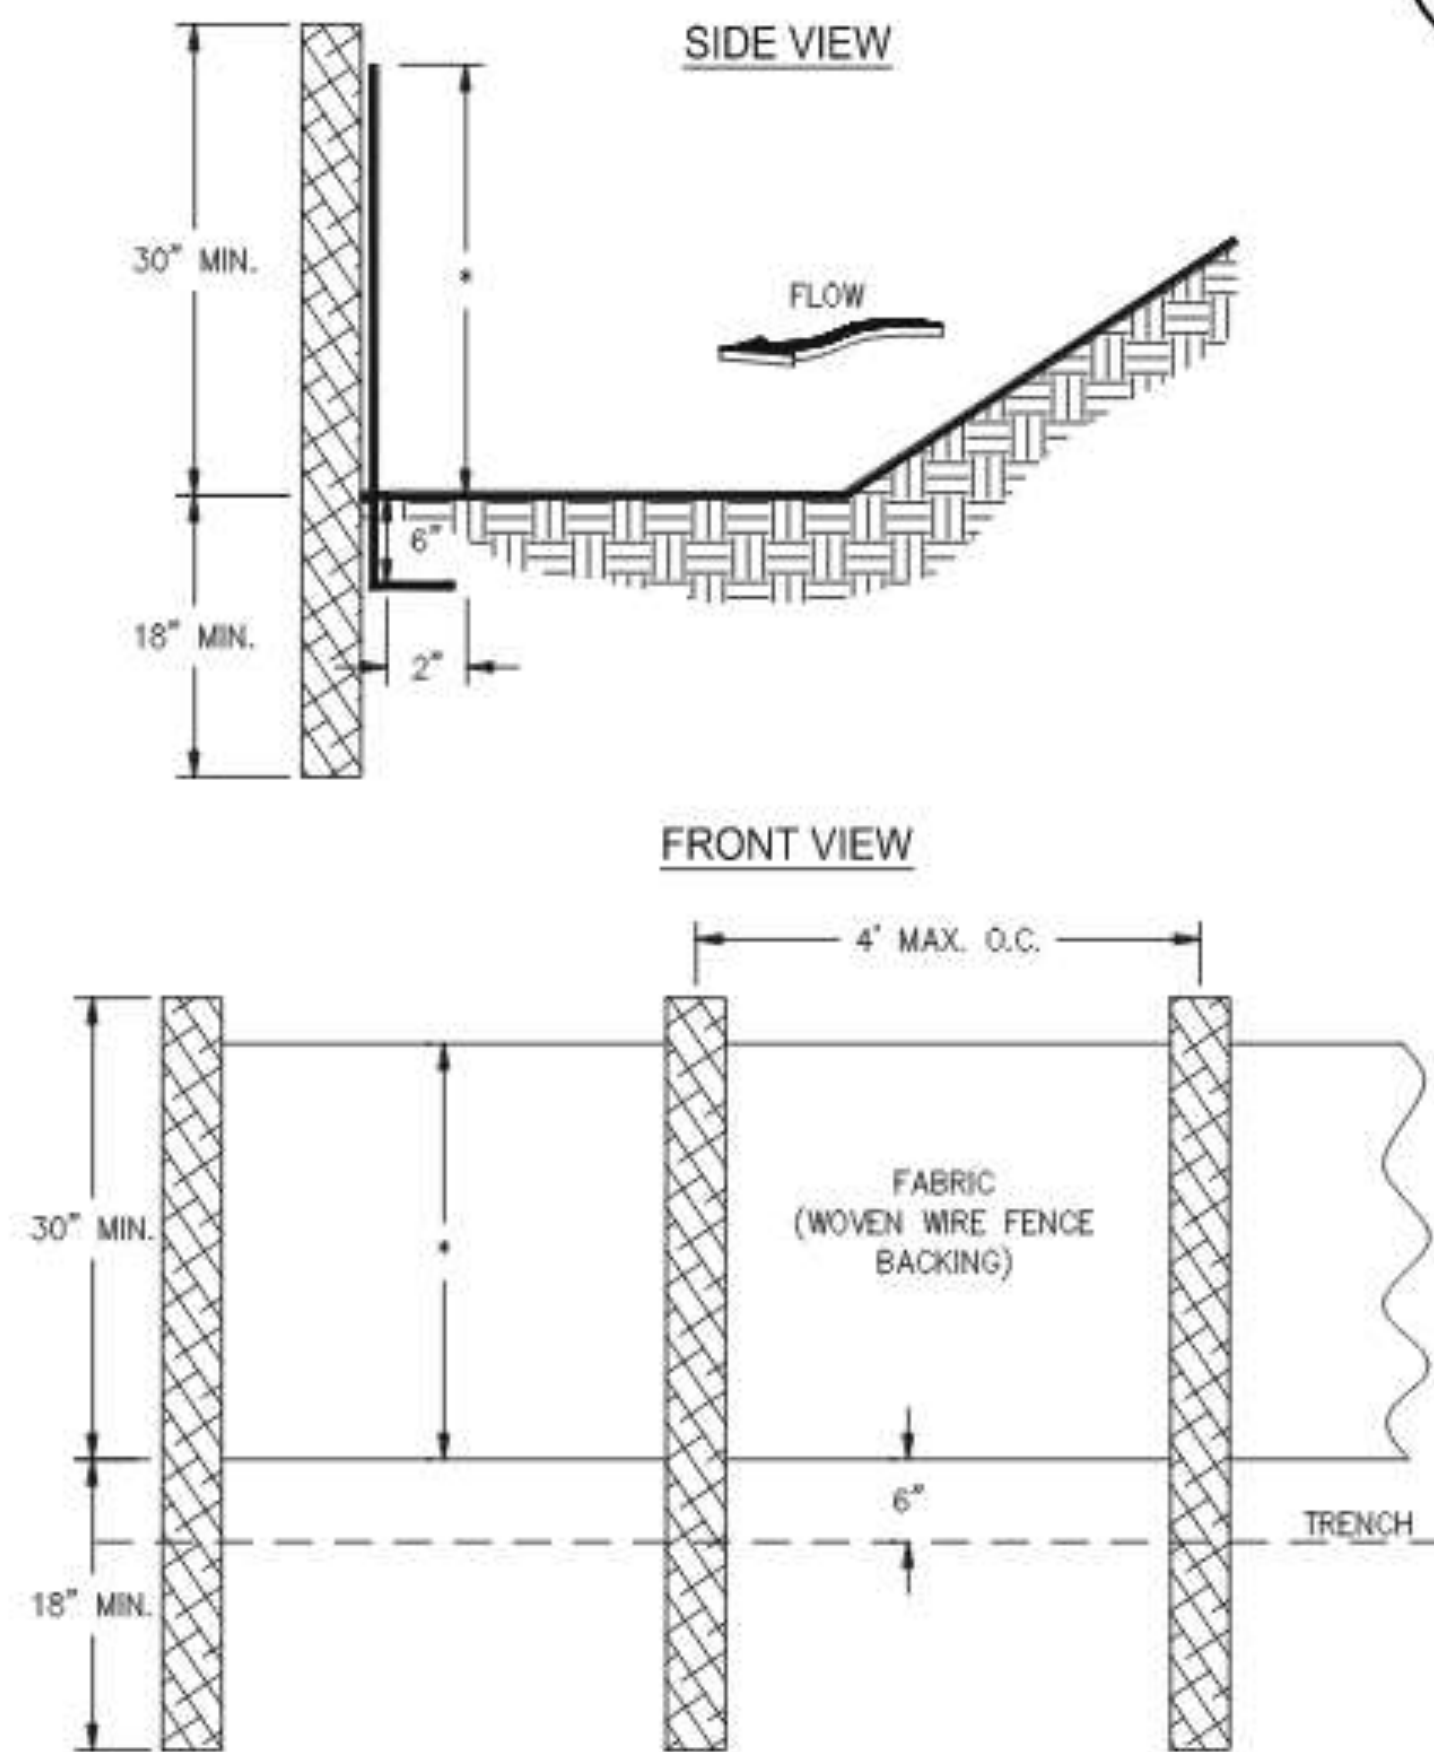 SIDE VIEW
30" MIN.
*
FLOW
6"
18" MIN.
2"
FRONT VIEW
4' MAX. O.C.
FABRIC
(WOVEN WIRE FENCE
BACKING)
30" MIN.
*
6"
TRENCH
18" MIN.